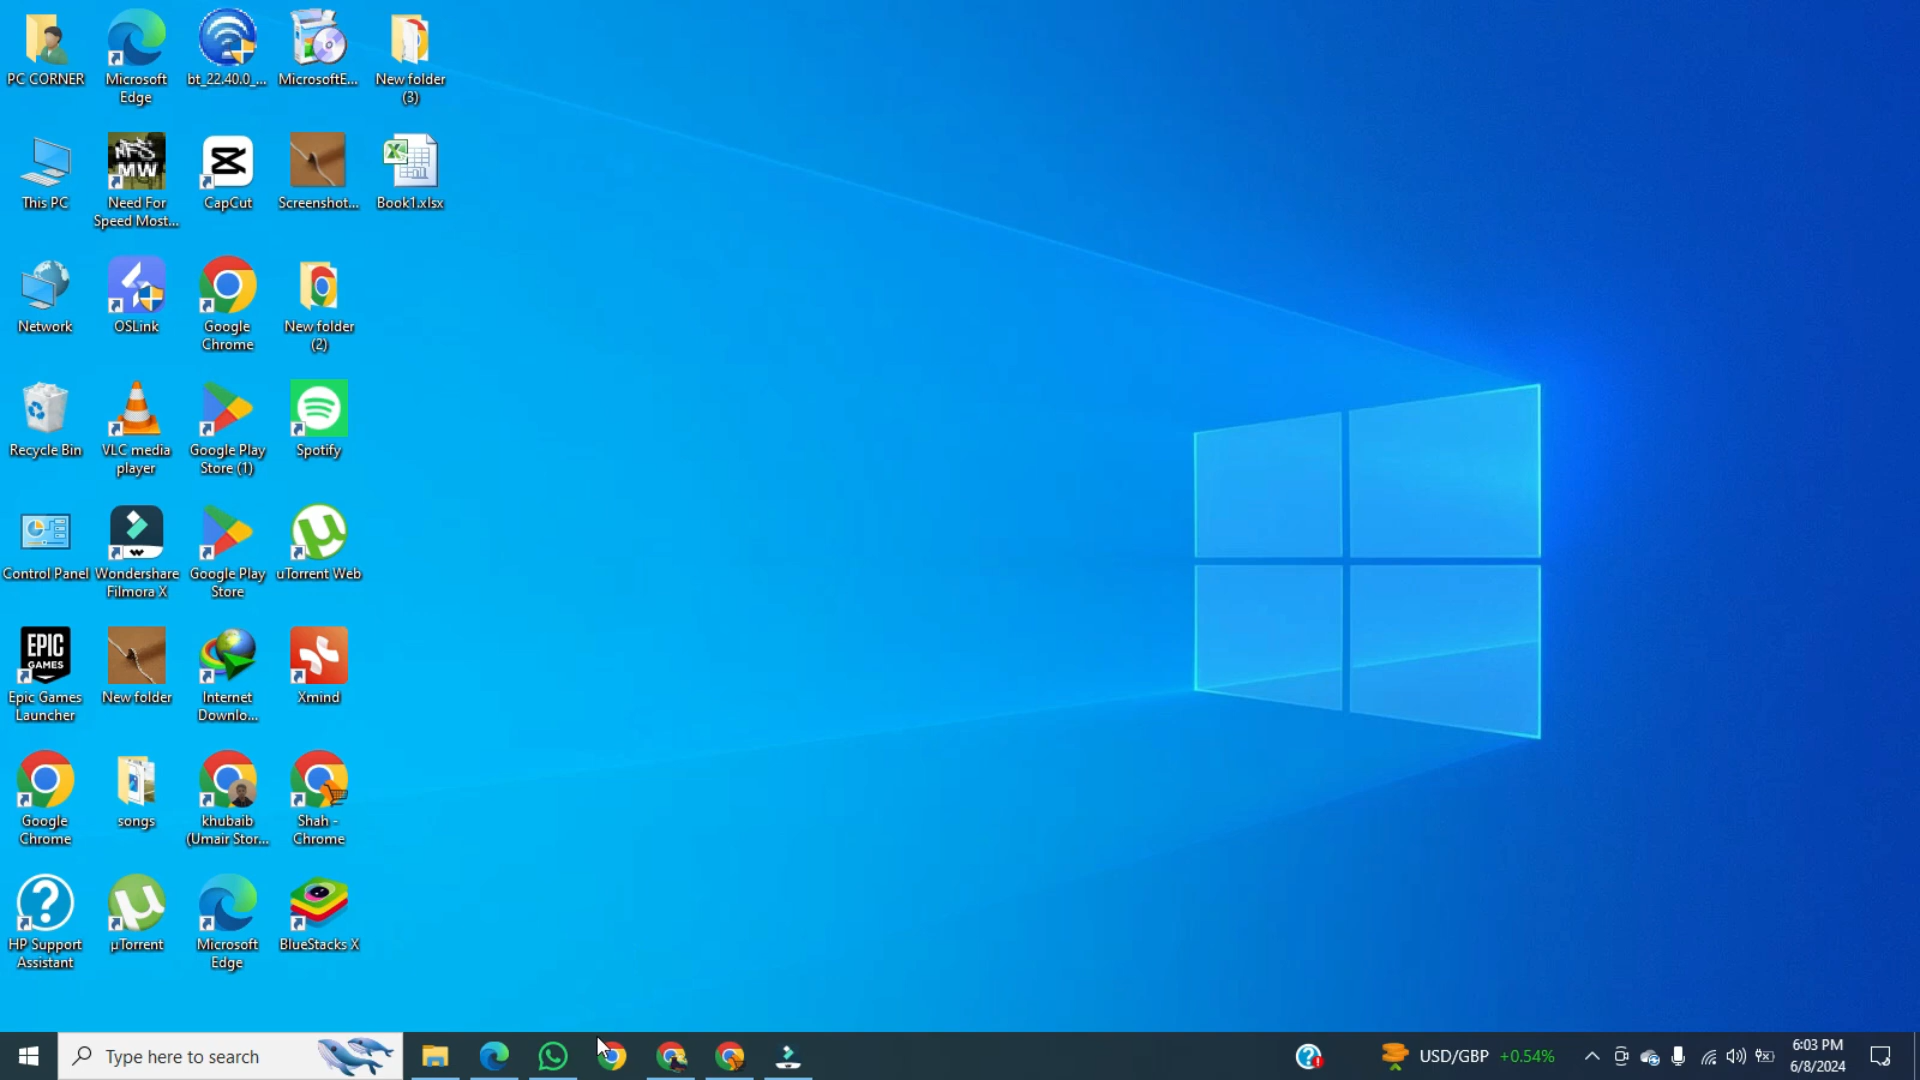 PC CORNER
Microsoft
Edge
bt_22.40.0_...
MicrosoftE...
New folder
(3)
This PC
NFS
MW
Need For
Speed Most...
CapCut
Screenshot...
Book1.xlsx
Network
OSLink
Google
Chrome
New folder
(2)
Recycle Bin
VLC media
player
Google Play
Store (1)
Spotify
Control Panel
Wondershare
Filmora X
Google Play
Store
uTorrent Web
EPIC
GAMES
Epic Games
Launcher
New folder
Internet
Downlo...
Xmind
Google
Chrome
songs
khubaib
(Umair Stor...
Shah -
Chrome
HP Support
Assistant
µTorrent
Microsoft
Edge
BlueStacks X
Type here to search
USD/GBP +0.54%
6:03 PM
6/8/2024